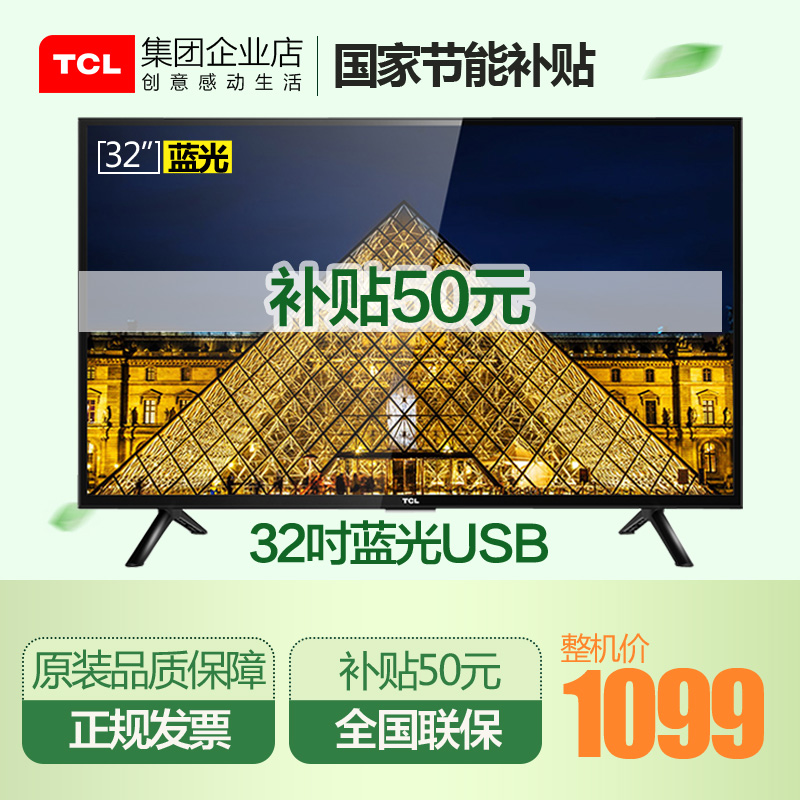 TCL
集团企业店
创意感动生活
国家节能补贴
[32"]
蓝光
补贴50元
TCL
32吋蓝光USB
原装品质保障
正规发票
补贴50元
全国联保
整机价
1099